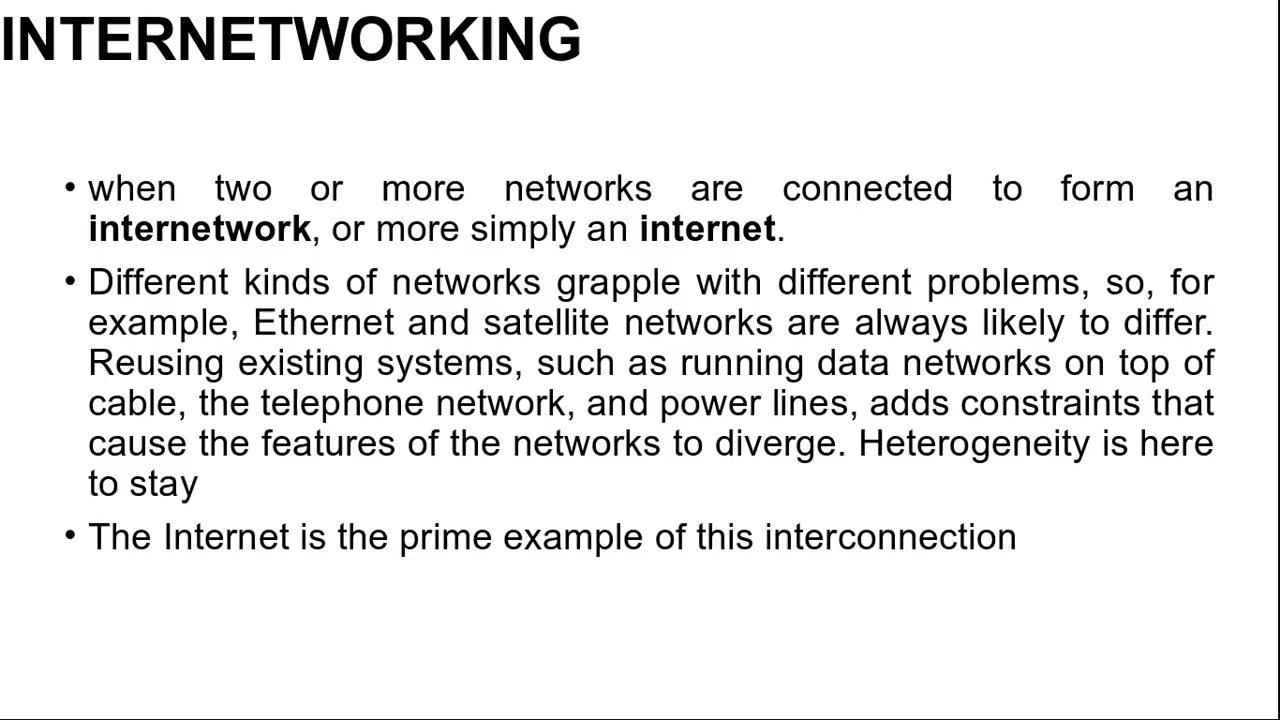 INTERNETWORKING
• when two or more networks are connected to form an
internetwork, or more simply an internet.
• Different kinds of networks grapple with different problems, so, for
example, Ethernet and satellite networks are always likely to differ.
Reusing existing systems, such as running data networks on top of
cable, the telephone network, and power lines, adds constraints that
cause the features of the networks to diverge. Heterogeneity is here
to stay
• The Internet is the prime example of this interconnection